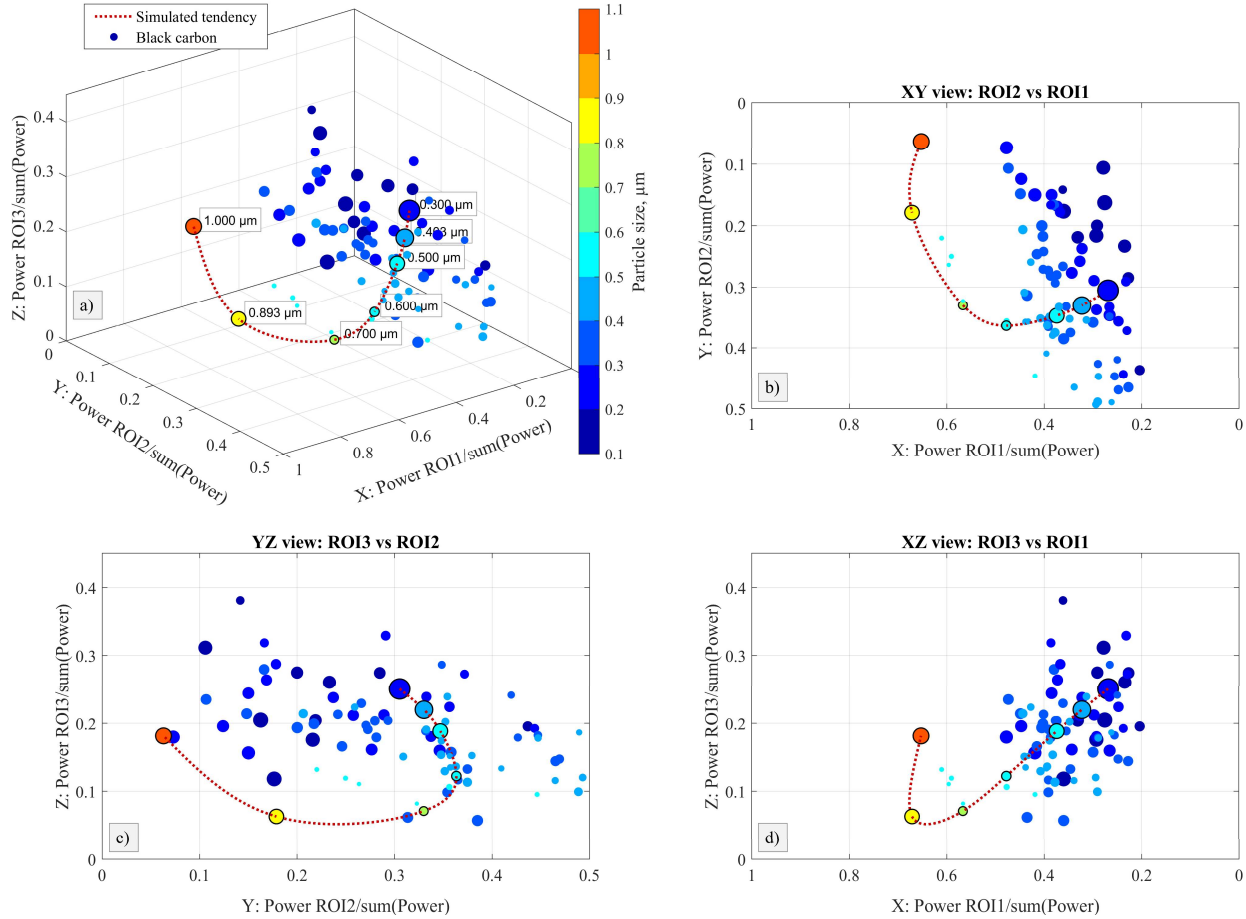 Simulated tendency
Black carbon
Z: Power ROI3/sum(Power)
0.4
0.3
0.2
0.1
0
0
0.1
0.2
0.3
0.4
0.5
Y: Power ROI2/sum(Power)
1
0.8
0.6
0.4
0.2
X: Power ROI1/sum(Power)
1.000 µm
0.893 µm
0.700 µm
0.600 µm
0.500 µm
0.300 µm
a)
1.1
1
0.9
0.8
0.7
0.6
0.5
0.4
0.3
0.2
0.1
Particle size, µm
XY view: ROI2 vs ROI1
Y: Power ROI2/sum(Power)
0
0.1
0.2
0.3
0.4
0.5
b)
1
0.8
0.6
0.4
0.2
0
X: Power ROI1/sum(Power)
YZ view: ROI3 vs ROI2
Z: Power ROI3/sum(Power)
0.4
0.3
0.2
0.1
0
c)
0
0.1
0.2
0.3
0.4
0.5
Y: Power ROI2/sum(Power)
XZ view: ROI3 vs ROI1
Z: Power ROI3/sum(Power)
0.4
0.3
0.2
0.1
0
d)
1
0.8
0.6
0.4
0.2
0
X: Power ROI1/sum(Power)